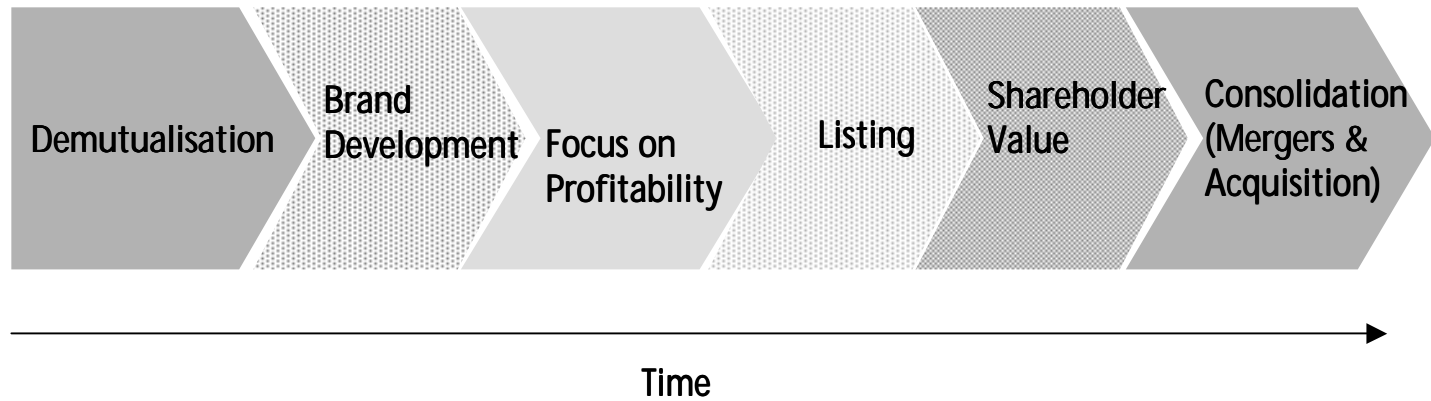 Demutualisation
Brand
Development
Focus on
Profitability
Listing
Shareholder
Value
Consolidation
(Mergers &
Acquisition)
Time